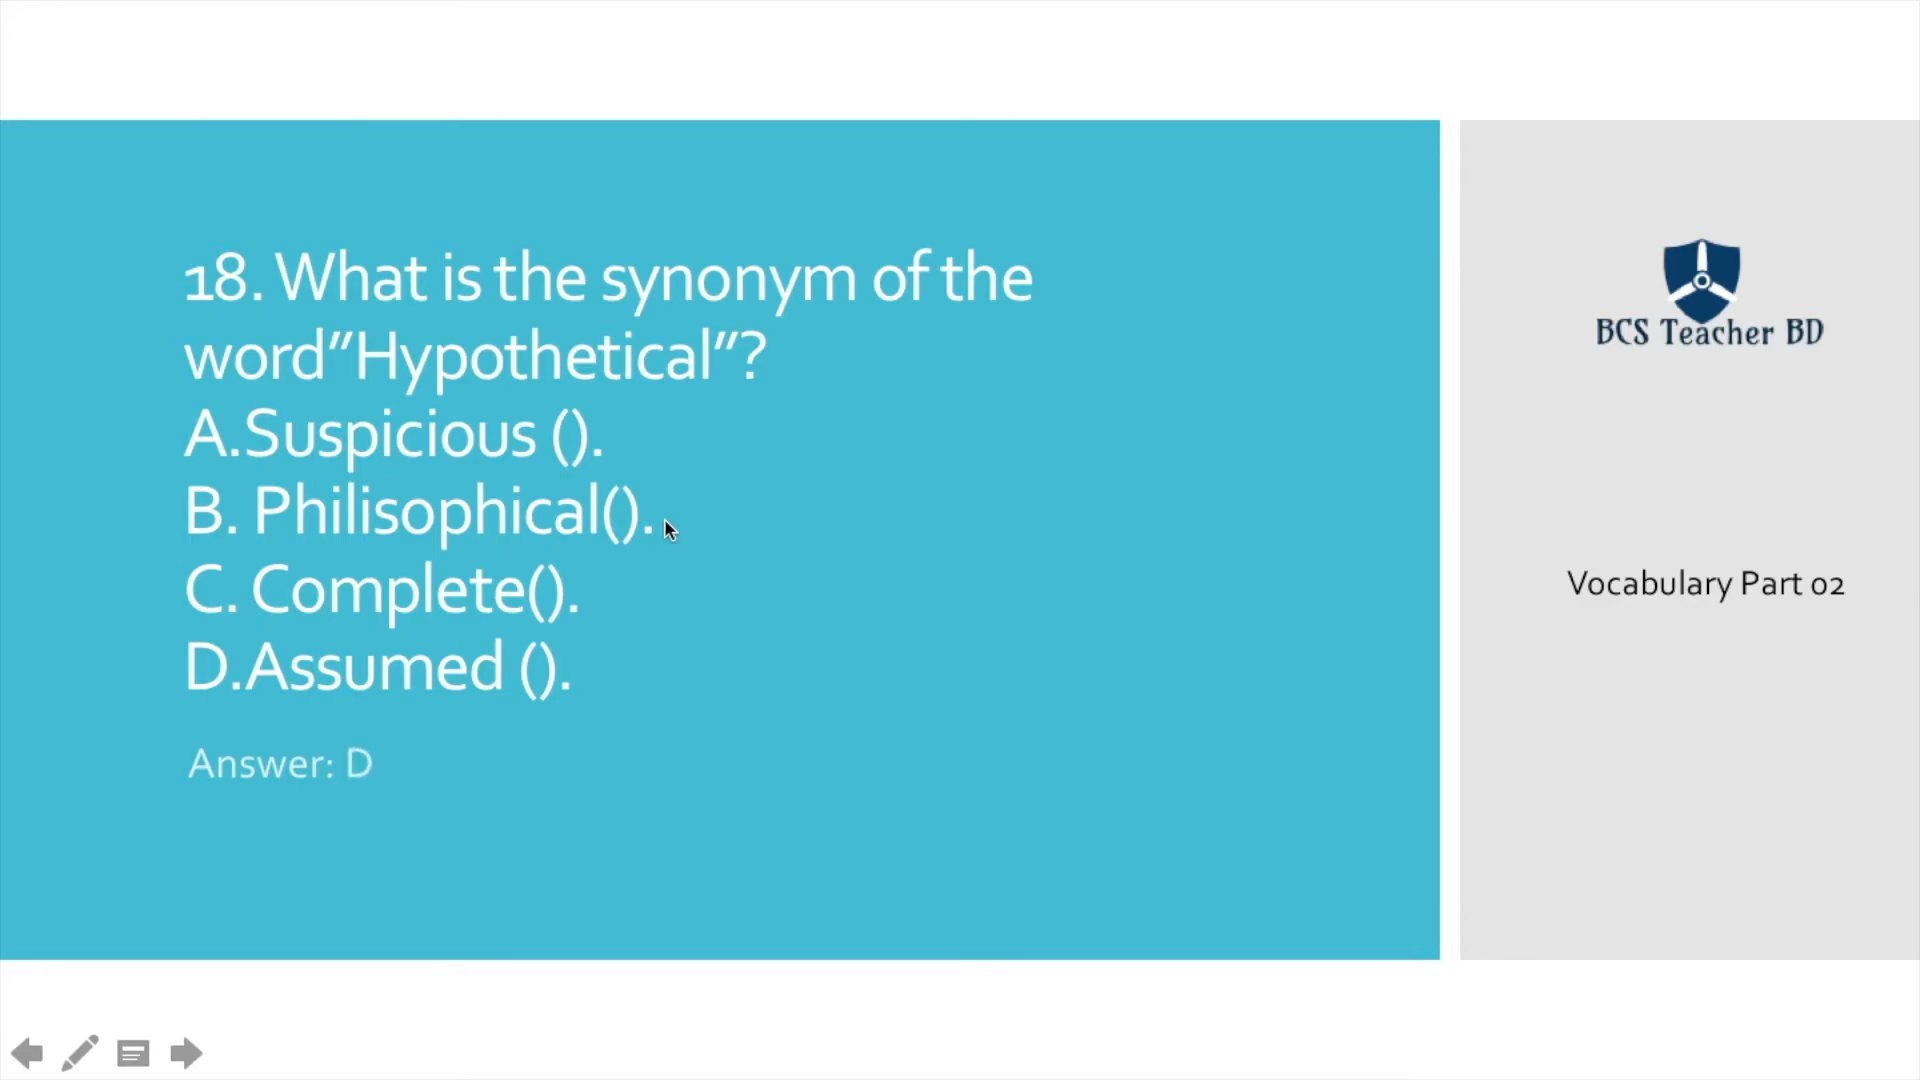 18. What is the synonym of the
word"Hypothetical"?
A.Suspicious ().
B. Philisophical().
C. Complete().
D.Assumed ().
Answer: D
BCS Teacher BD
Vocabulary Part 02